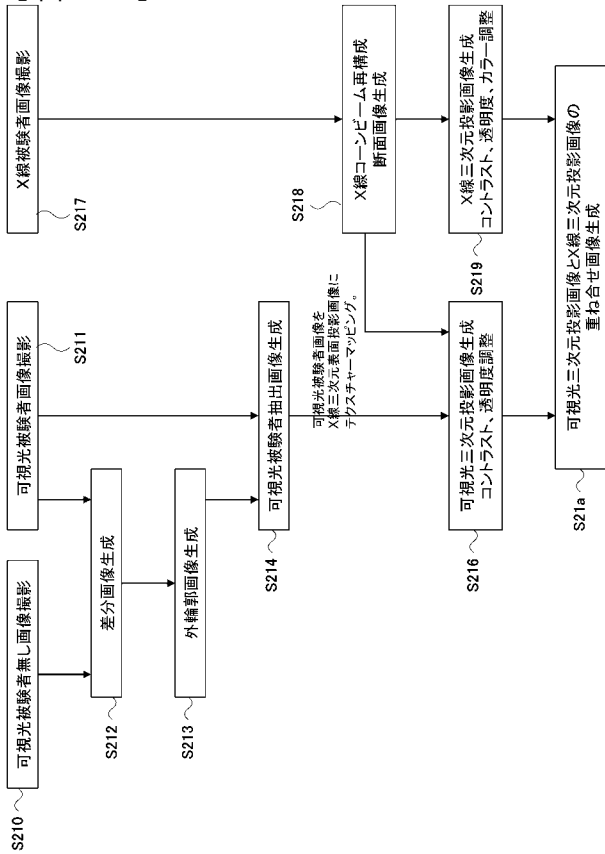 可視光被験者無し画像撮影
S210
可視光被験者画像撮影
S211
X線被験者画像撮影
S217
差分画像生成
S212
外輪郭画像生成
S213
可視光被験者抽出画像生成
S214
X線コーンビーム再構成
断面画像生成
S218
可視光被験者画像を
X線三次元表面投影画像に
テクスチャーマッピング。
可視光三次元投影画像生成
コントラスト、透明度調整
S216
X線三次元投影画像生成
コントラスト、透明度、カラー調整
S219
可視光三次元投影画像とX線三次元投影画像の
重ね合せ画像生成
S21a